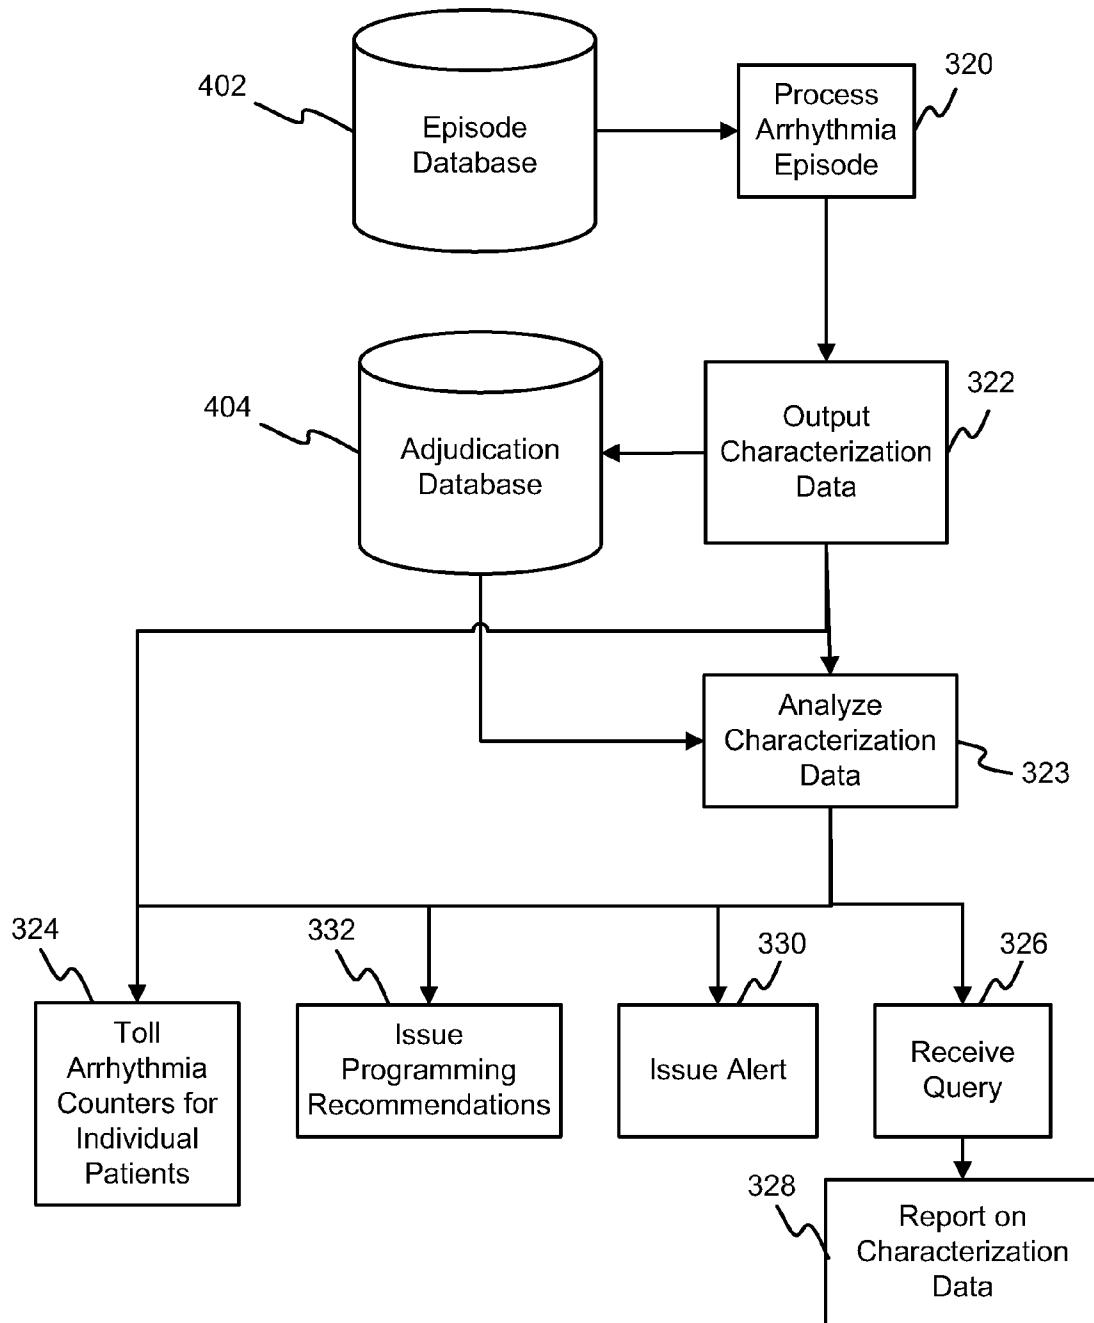 402
Episode
Database
Process
Arrhythmia
Episode
320
404
Adjudication
Database
Output
Characterization
Data
322
Analyze
Characterization
Data
323
324
332
330
326
Toll
Arrhythmia
Counters for
Individual
Patients
Issue
Programming
Recommendations
Issue Alert
Receive
Query
328
Report on
Characterization
Data